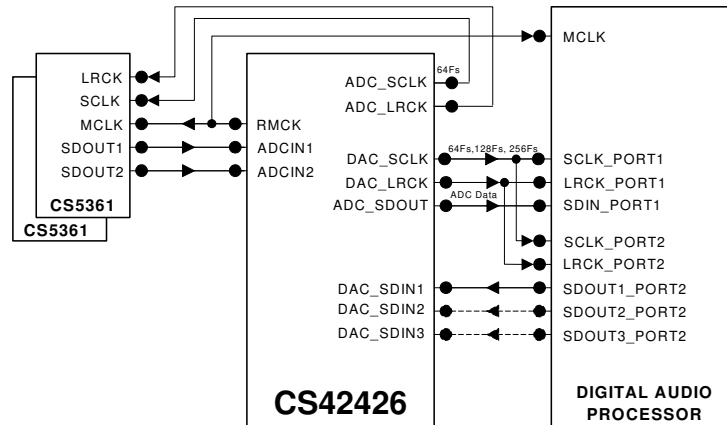 LRCK
SCLK
MCLK
SDOUT1
SDOUT2
CS5361
CS5361
64Fs
ADC_SCLK
ADC_LRCK
RMCK
ADCIN1
ADCIN2
DAC_SCLK
DAC_LRCK
ADC_SDOUT
64Fs,128Fs, 256Fs
ADC Data
DAC_SDIN1
DAC_SDIN2
DAC_SDIN3
CS42426
MCLK
SCLK_PORT1
LRCK_PORT1
SDIN_PORT1
SCLK_PORT2
LRCK_PORT2
SDOUT1_PORT2
SDOUT2_PORT2
SDOUT3_PORT2
DIGITAL AUDIO
PROCESSOR